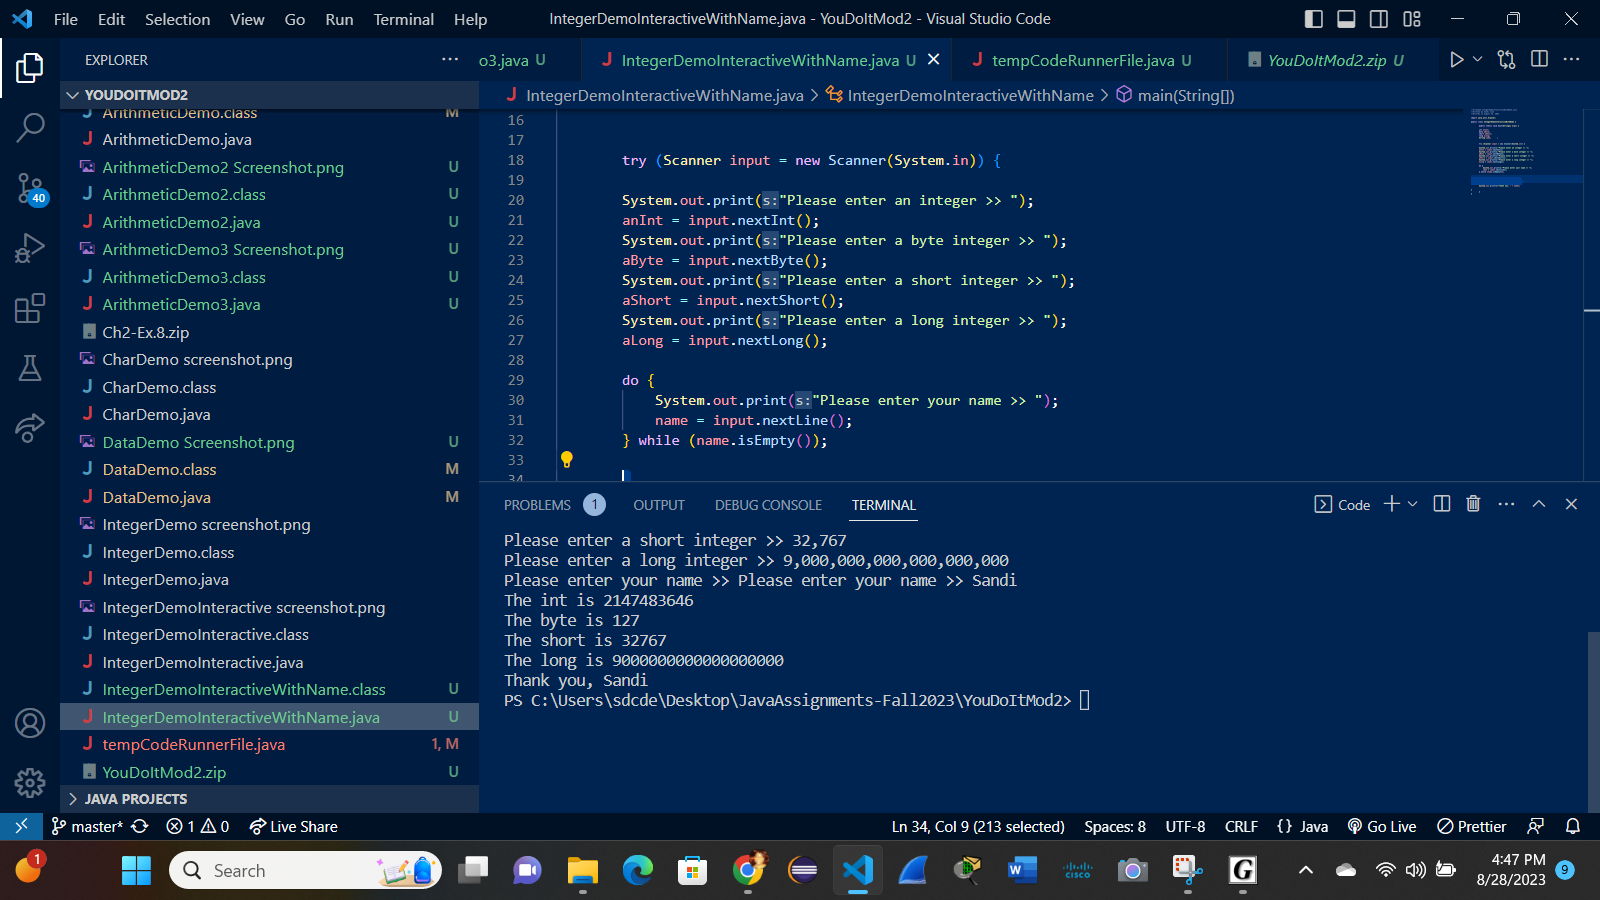 File Edit Selection View Go Run Terminal Help IntegerDemoInteractiveWithName.java - YouDoItMod2 - Visual Studio Code
EXPLORER
o3.java U
IntegerDemoInteractiveWithName.java U
tempCodeRunnerFile.java U
YouDoItMod2.zip U
YOUDOITMOD2
IntegerDemoInteractiveWithName.java > IntegerDemoInteractiveWithName > main(String[])
ArithmeticDemo.class M
ArithmeticDemo.java
ArithmeticDemo2 Screenshot.png U
ArithmeticDemo2.class U
ArithmeticDemo2.java U
ArithmeticDemo3 Screenshot.png U
ArithmeticDemo3.class U
ArithmeticDemo3.java U
Ch2-Ex.8.zip
CharDemo screenshot.png
CharDemo.class
CharDemo.java
DataDemo Screenshot.png U
DataDemo.class M
DataDemo.java M
IntegerDemo screenshot.png
IntegerDemo.class
IntegerDemo.java
IntegerDemoInteractive screenshot.png
IntegerDemoInteractive.class
IntegerDemoInteractive.java
IntegerDemoInteractiveWithName.class U
IntegerDemoInteractiveWithName.java U
tempCodeRunnerFile.java 1, M
YouDoItMod2.zip U
JAVA PROJECTS
40
16
17
18 try (Scanner input = new Scanner(System.in)) {
19
20 System.out.print(s:"Please enter an integer >> ");
21 anInt = input.nextInt();
22 System.out.print(s:"Please enter a byte integer >> ");
23 aByte = input.nextByte();
24 System.out.print(s:"Please enter a short integer >> ");
25 aShort = input.nextShort();
26 System.out.print(s:"Please enter a long integer >> ");
27 aLong = input.nextLong();
28
29 do {
30 System.out.print(s:"Please enter your name >> ");
31 name = input.nextLine();
32 } while (name.isEmpty());
33
34
PROBLEMS 1 OUTPUT DEBUG CONSOLE TERMINAL Code
Please enter a short integer >> 32,767
Please enter a long integer >> 9,000,000,000,000,000,000
Please enter your name >> Please enter your name >> Sandi
The int is 2147483646
The byte is 127
The short is 32767
The long is 9000000000000000000
Thank you, Sandi
PS C:\Users\sdcde\Desktop\JavaAssignments-Fall2023\YouDoItMod2>
master* 1 0 Live Share Ln 34, Col 9 (213 selected) Spaces: 8 UTF-8 CRLF {} Java Go Live Prettier
1 Search CISCO G 4:47 PM
8/28/2023 9